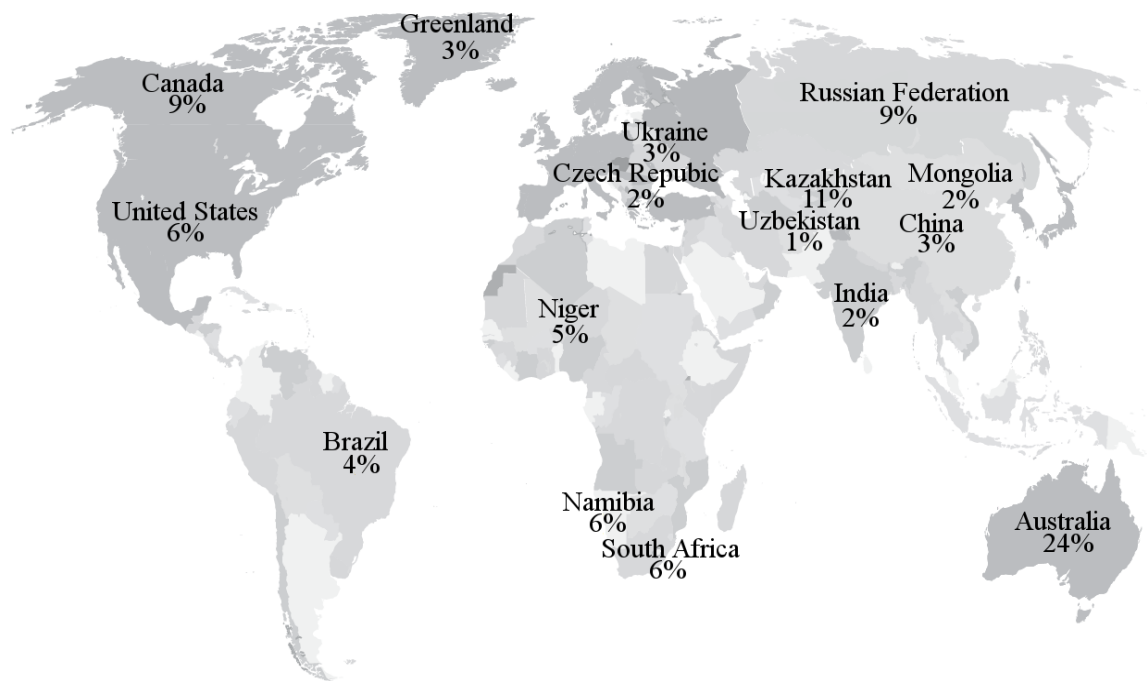 Greenland
3%
Canada
9%
Russian Federation
9%
Ukraine
3%
Czech Repubic
2%
Kazakhstan
11%
Mongolia
2%
United States
6%
Uzbekistan
1%
China
3%
India
2%
Niger
5%
Brazil
4%
Namibia
6%
South Africa
6%
Australia
24%